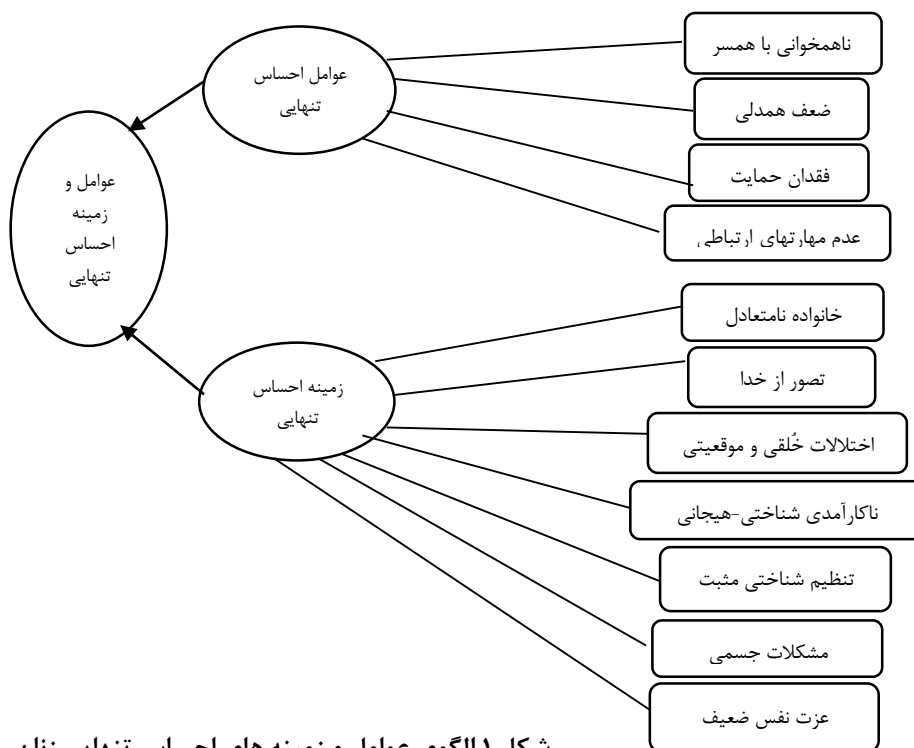 ناهمخوانی با همسر
ضعف همدلی
فقدان حمایت
عدم مهارتهای ارتباطی
عوامل احساس
تنهایی
عوامل و
زمینه
احساس
تنهایی
خانواده نامتعادل
تصور از خدا
اختلالات خُلقی و موقعیتی
ناکارآمدی شناختی-هیجانی
تنظیم شناختی مثبت
مشکلات جسمی
عزت نفس ضعیف
زمینه احساس
تنهایی
شکل ۱ الگوی عوامل و زمینه های احساس تنهایی زنان